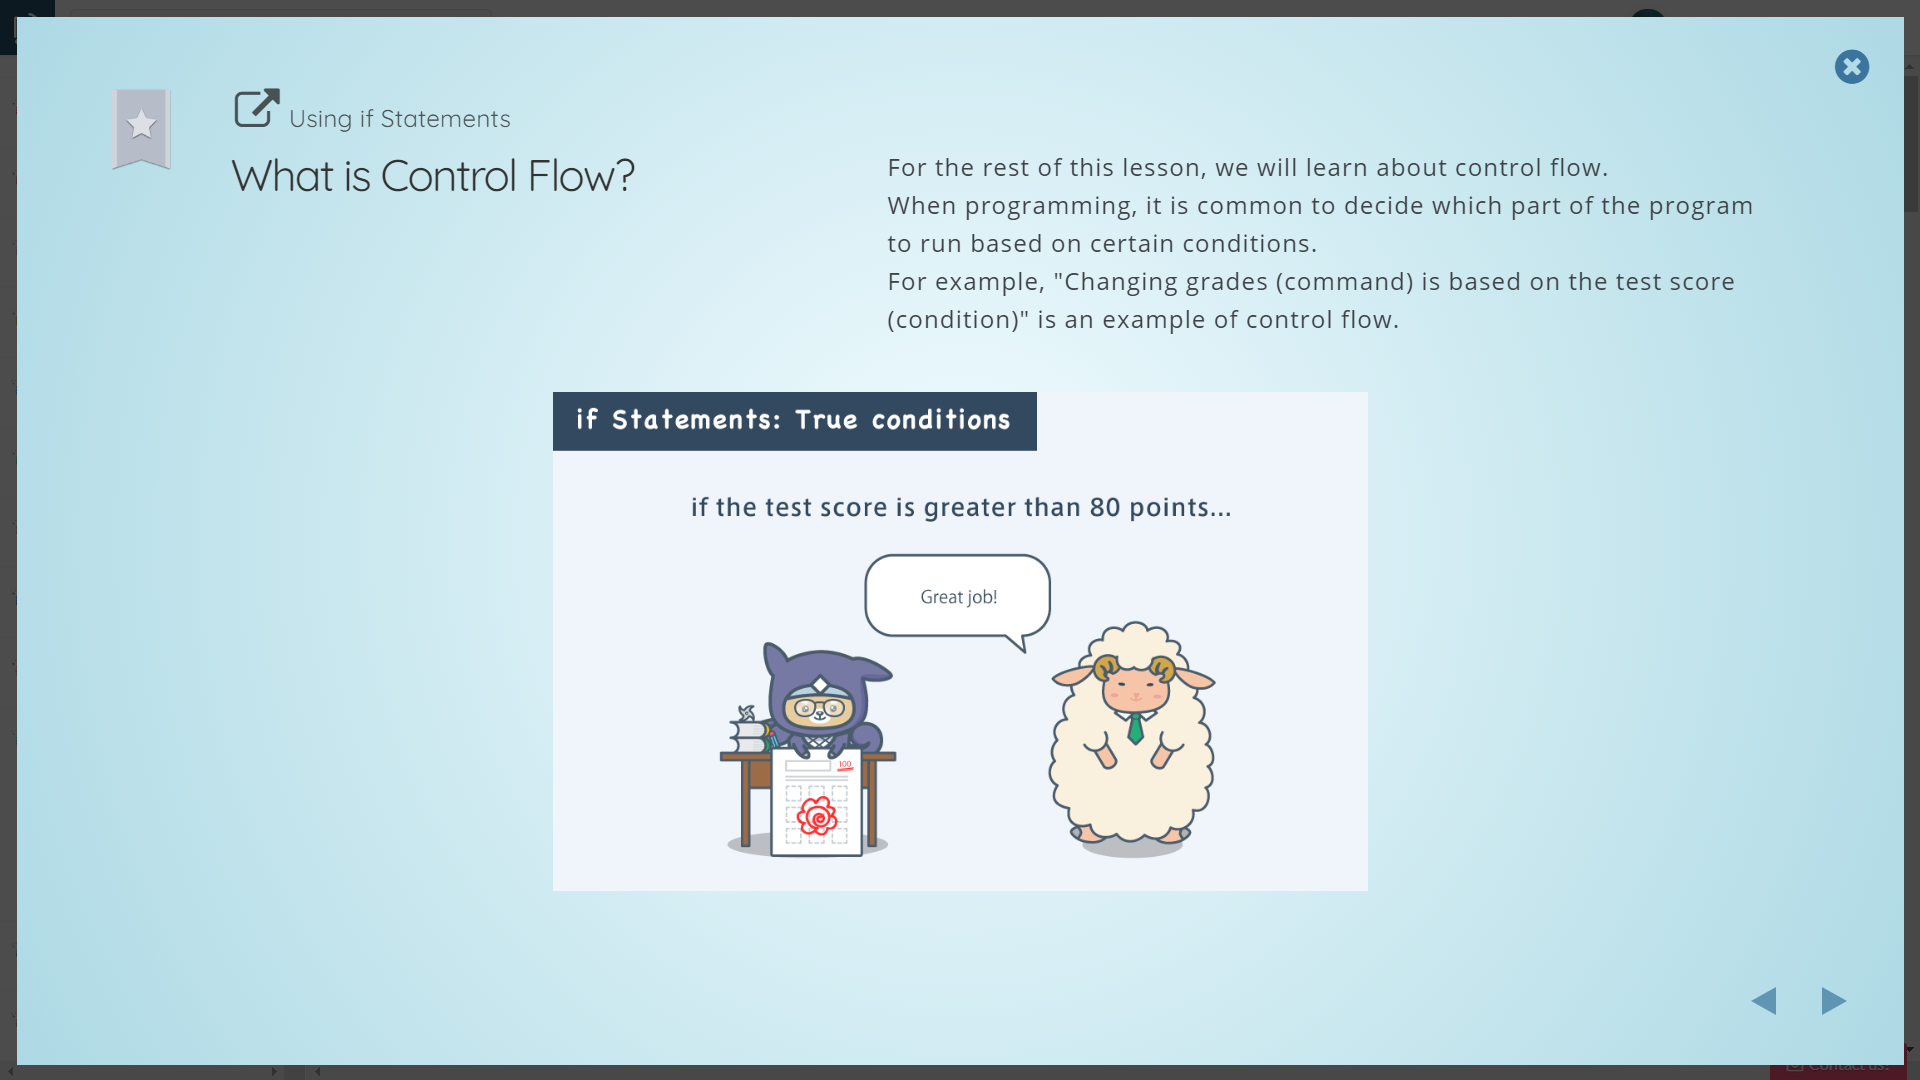 Using if Statements
What is Control Flow?
For the rest of this lesson, we will learn about control flow.
When programming, it is common to decide which part of the program
to run based on certain conditions.
For example, "Changing grades (command) is based on the test score
(condition)" is an example of control flow.
if Statements: True conditions
if the test score is greater than 80 points...
Great job!
100
Contact us!